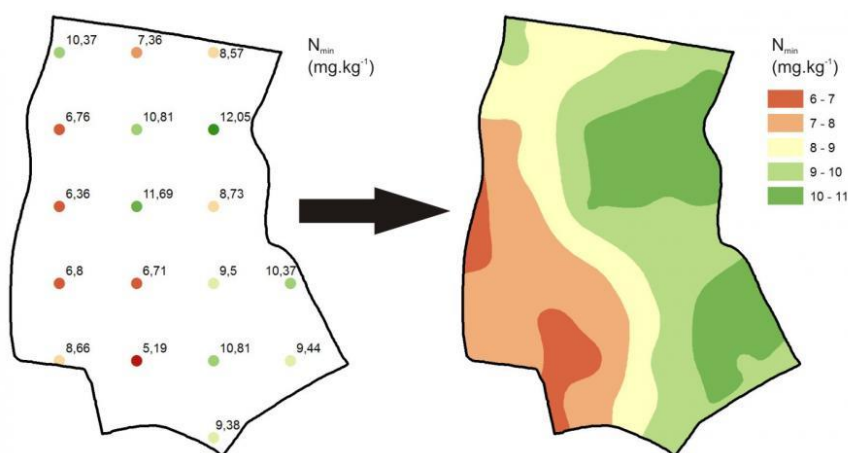 10,37
7,36
8,57
N_min
(mg.kg⁻¹)
6,76
10,81
12,05
6,36
11,69
8,73
6,8
6,71
9,5
10,37
8,66
5,19
10,81
9,44
9,38
N_min
(mg.kg⁻¹)
6 - 7
7 - 8
8 - 9
9 - 10
10 - 11